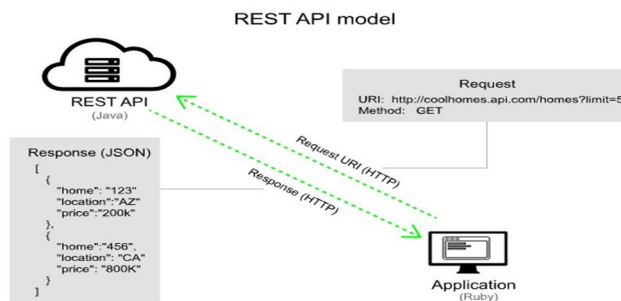 REST API model
REST API
(Java)
Request
URI: http://coolhomes.api.com/homes?limit=5
Method: GET
Request URI (HTTP)
Response (HTTP)
Response (JSON)
[
{
"home": "123"
"location":"AZ"
"price":"200k"
},
{
"home":"456",
"location": "CA"
"price": "800K"
}
]
Application
(Ruby)